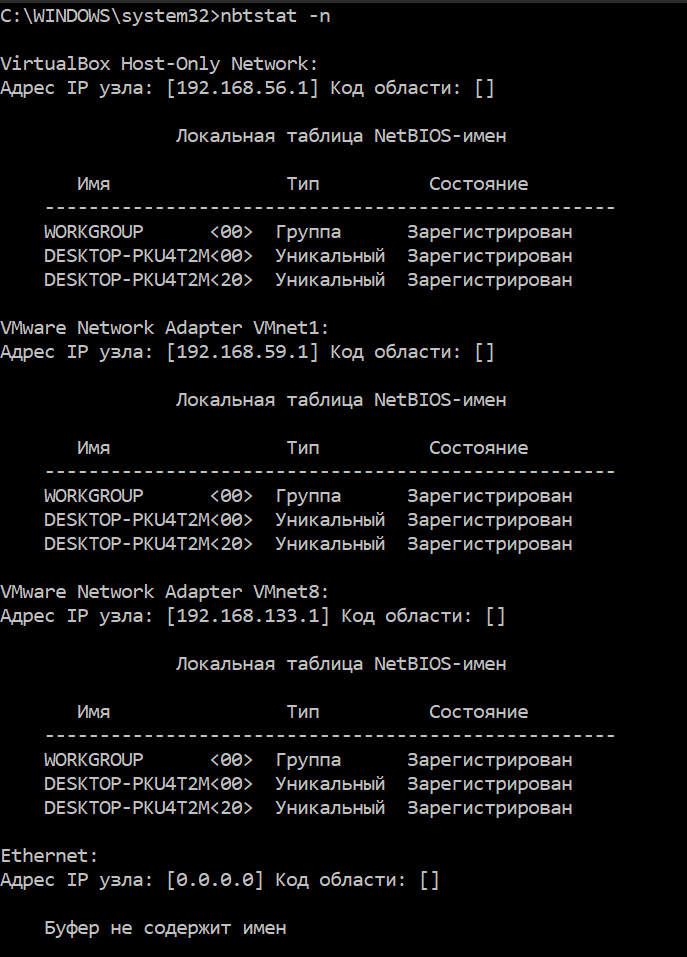 C:\WINDOWS\system32>nbtstat -n
VirtualBox Host-Only Network:
Адрес IP узла: [192.168.56.1] Код области: []
Локальная таблица NetBIOS-имен
Имя Тип Состояние
----------------------------------------------------
WORKGROUP <00> Группа Зарегистрирован
DESKTOP-PKU4T2M<00> Уникальный Зарегистрирован
DESKTOP-PKU4T2M<20> Уникальный Зарегистрирован
VMware Network Adapter VMnet1:
Адрес IP узла: [192.168.59.1] Код области: []
Локальная таблица NetBIOS-имен
Имя Тип Состояние
----------------------------------------------------
WORKGROUP <00> Группа Зарегистрирован
DESKTOP-PKU4T2M<00> Уникальный Зарегистрирован
DESKTOP-PKU4T2M<20> Уникальный Зарегистрирован
VMware Network Adapter VMnet8:
Адрес IP узла: [192.168.133.1] Код области: []
Локальная таблица NetBIOS-имен
Имя Тип Состояние
----------------------------------------------------
WORKGROUP <00> Группа Зарегистрирован
DESKTOP-PKU4T2M<00> Уникальный Зарегистрирован
DESKTOP-PKU4T2M<20> Уникальный Зарегистрирован
Ethernet:
Адрес IP узла: [0.0.0.0] Код области: []
Буфер не содержит имен